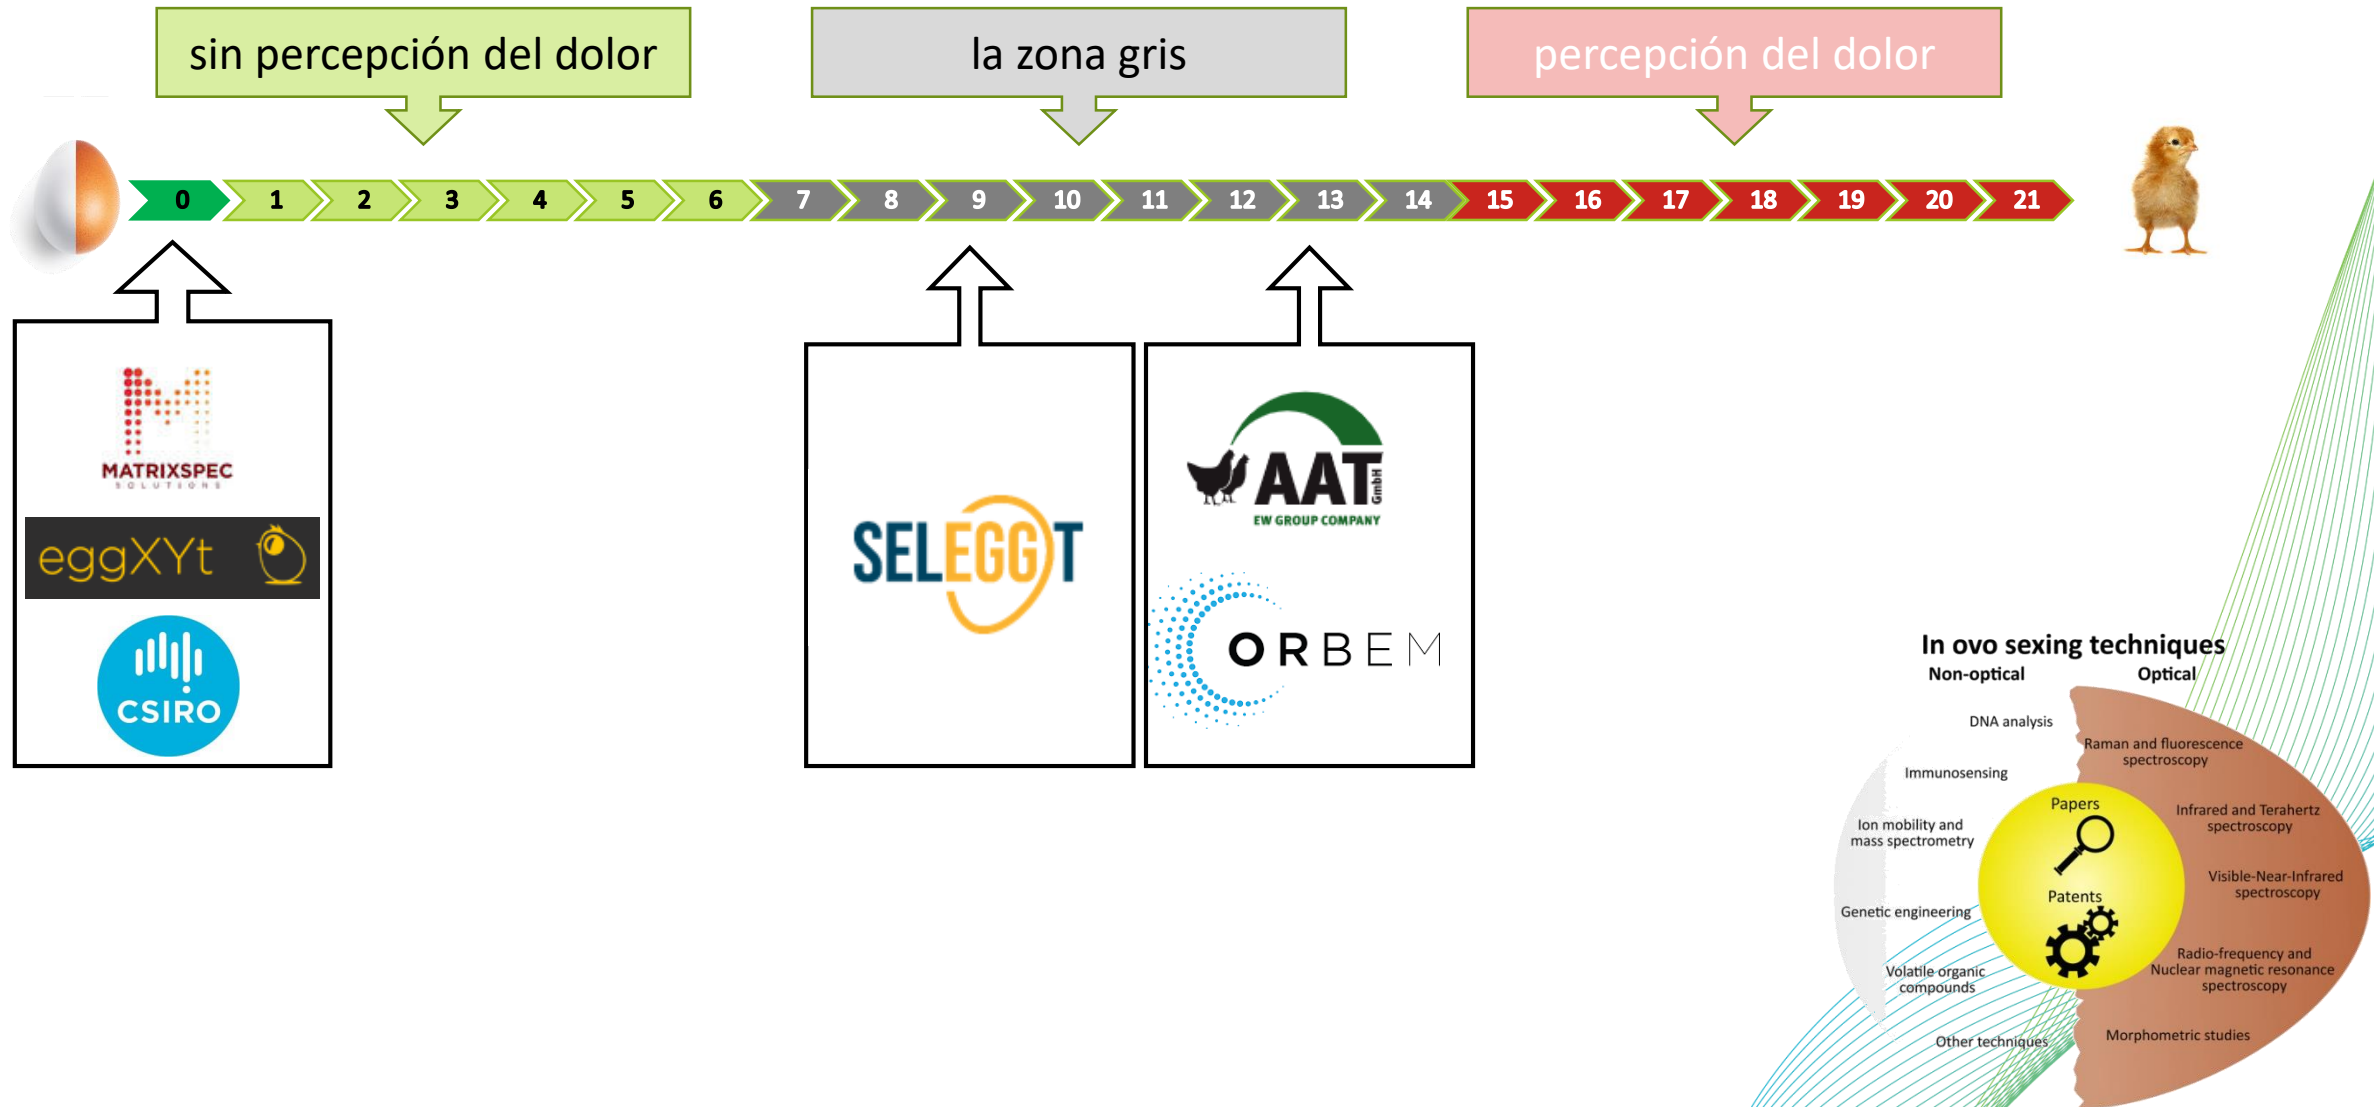 sin percepción del dolor
la zona gris
percepción del dolor
0 1 2 3 4 5 6 7 8 9 10 11 12 13 14 15 16 17 18 19 20 21
MATRIXSPEC
SOLUTIONS
eggXYt
CSIRO
SELEGGT
AAT GmbH
EW GROUP COMPANY
ORBEM
In ovo sexing techniques
Non-optical
Optical
DNA analysis
Immunosensing
Ion mobility and
mass spectrometry
Genetic engineering
Volatile organic
compounds
Other techniques
Papers
Patents
Raman and fluorescence
spectroscopy
Infrared and Terahertz
spectroscopy
Visible-Near-Infrared
spectroscopy
Radio-frequency and
Nuclear magnetic resonance
spectroscopy
Morphometric studies